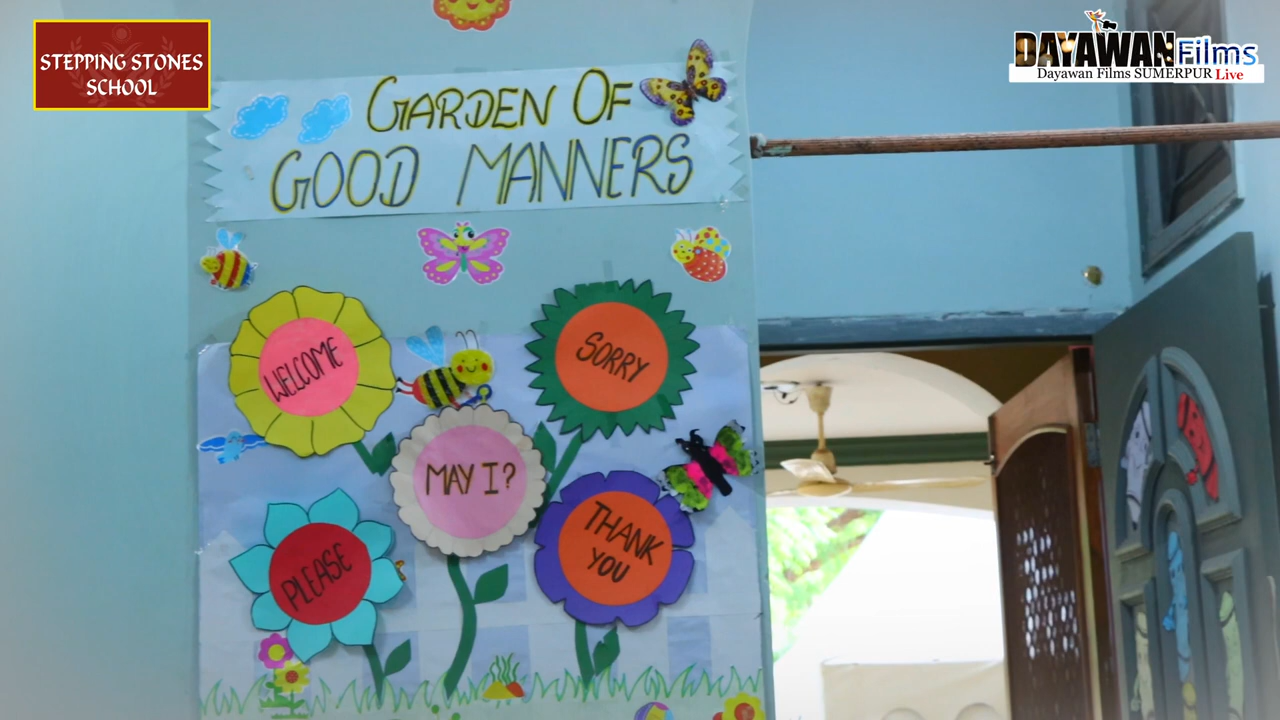 STEPPING STONES
SCHOOL
DAYAWAN Films
Dayawan Films SUMERPUR Live
GARDEN OF
GOOD MANNERS
WELCOME
SORRY
MAY I?
PLEASE
THANK
YOU